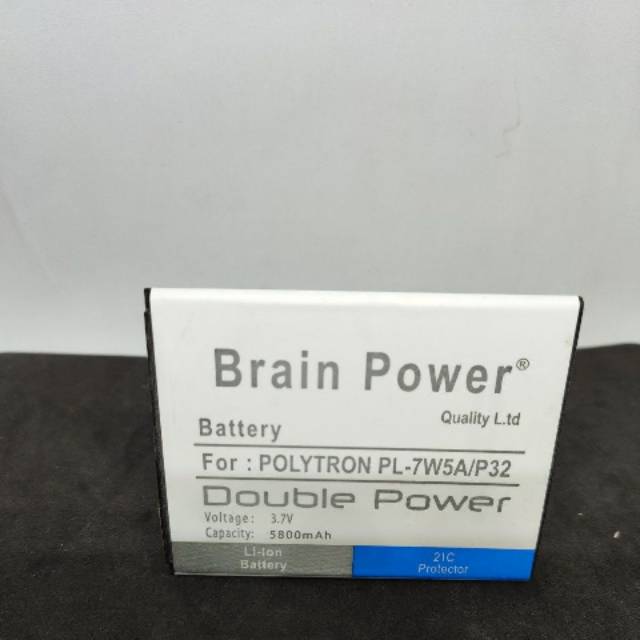 Brain Power®
Quality L.td
Battery
For : POLYTRON PL-7W5A/P32
Double Power
Voltage: 3.7V
Capacity: 5800mAh
Li-ion
Battery
2IC
Protector